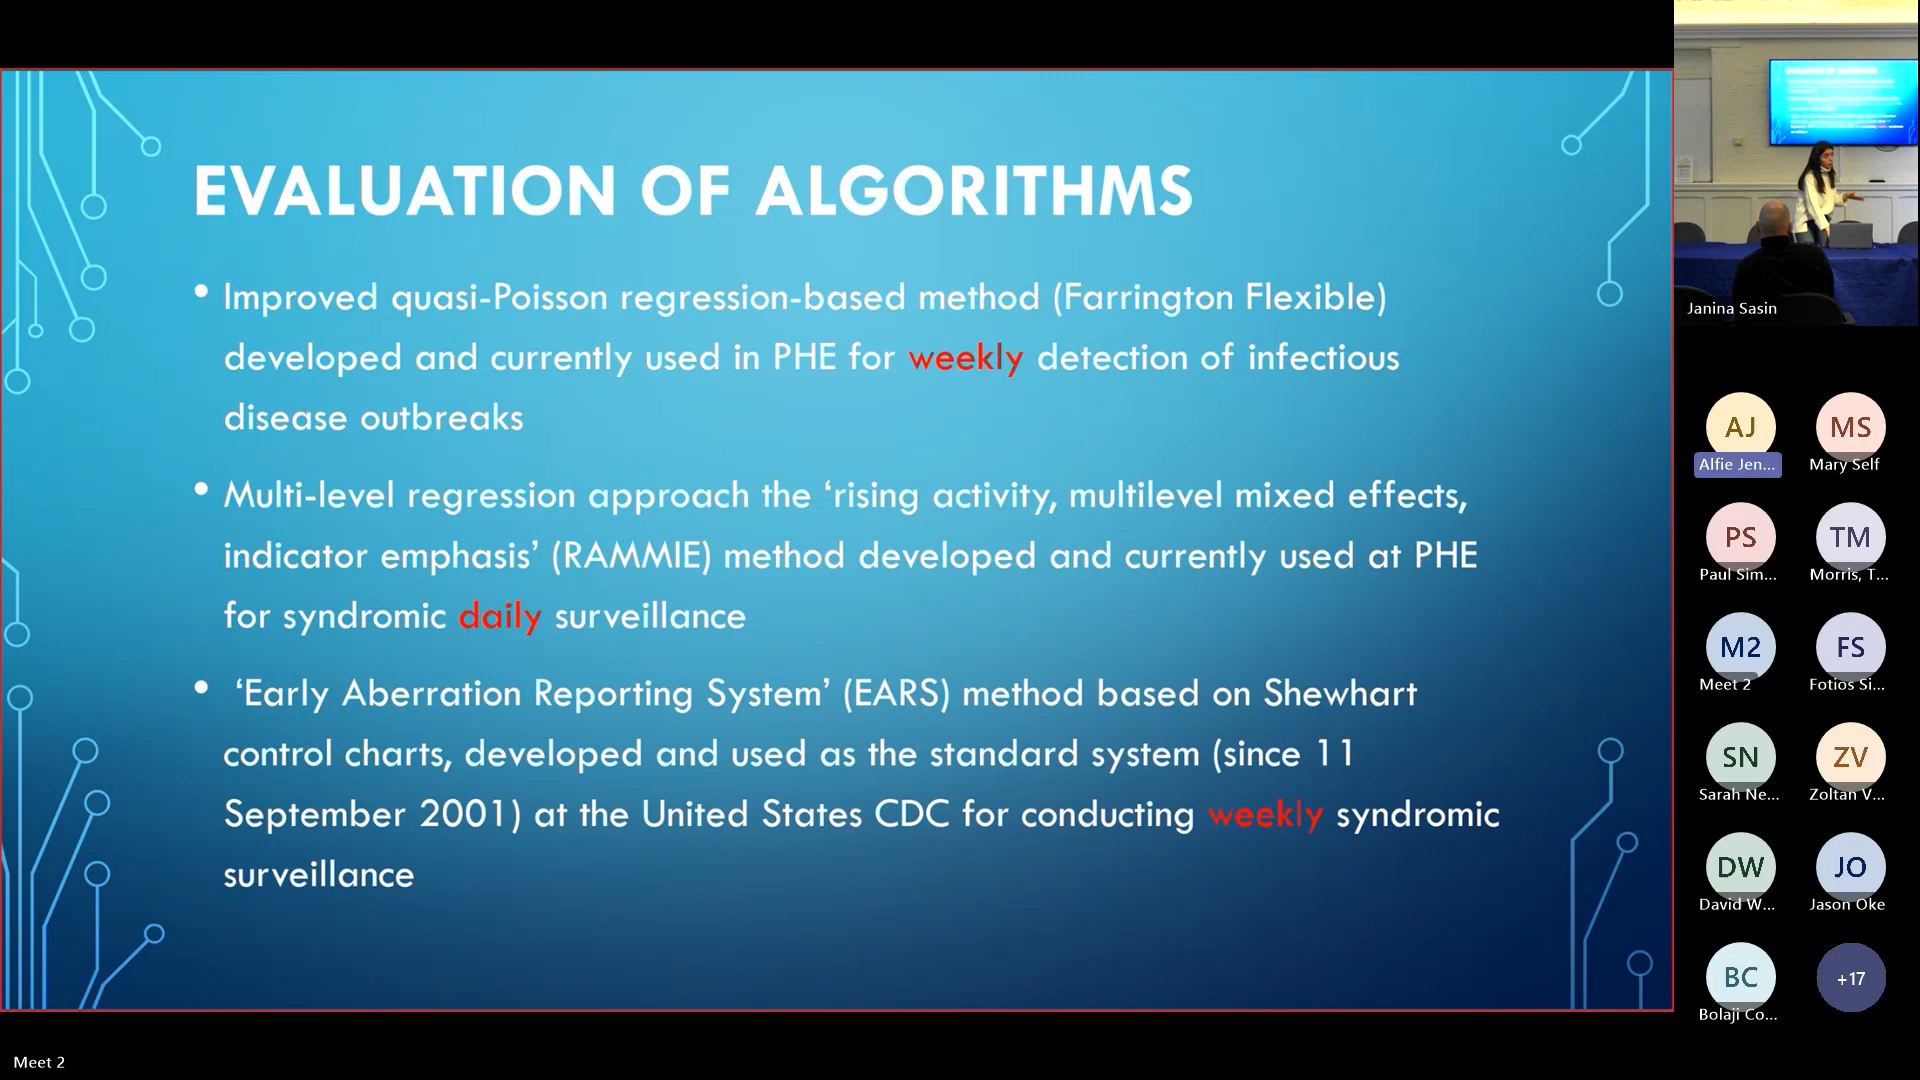 EVALUATION OF ALGORITHMS
• Improved quasi-Poisson regression-based method (Farrington Flexible)
developed and currently used in PHE for weekly detection of infectious
disease outbreaks
• Multi-level regression approach the ‘rising activity, multilevel mixed effects,
indicator emphasis’ (RAMMIE) method developed and currently used at PHE
for syndromic daily surveillance
• ‘Early Aberration Reporting System’ (EARS) method based on Shewhart
control charts, developed and used as the standard system (since 11
September 2001) at the United States CDC for conducting weekly syndromic
surveillance
Meet 2
Janina Sasin
AJ
Alfie Jen...
MS
Mary Self
PS
Paul Sim...
TM
Morris, T...
M2
Meet 2
FS
Fotios Si...
SN
Sarah Ne...
ZV
Zoltan V...
DW
David W...
JO
Jason Oke
BC
Bolaji Co...
+17